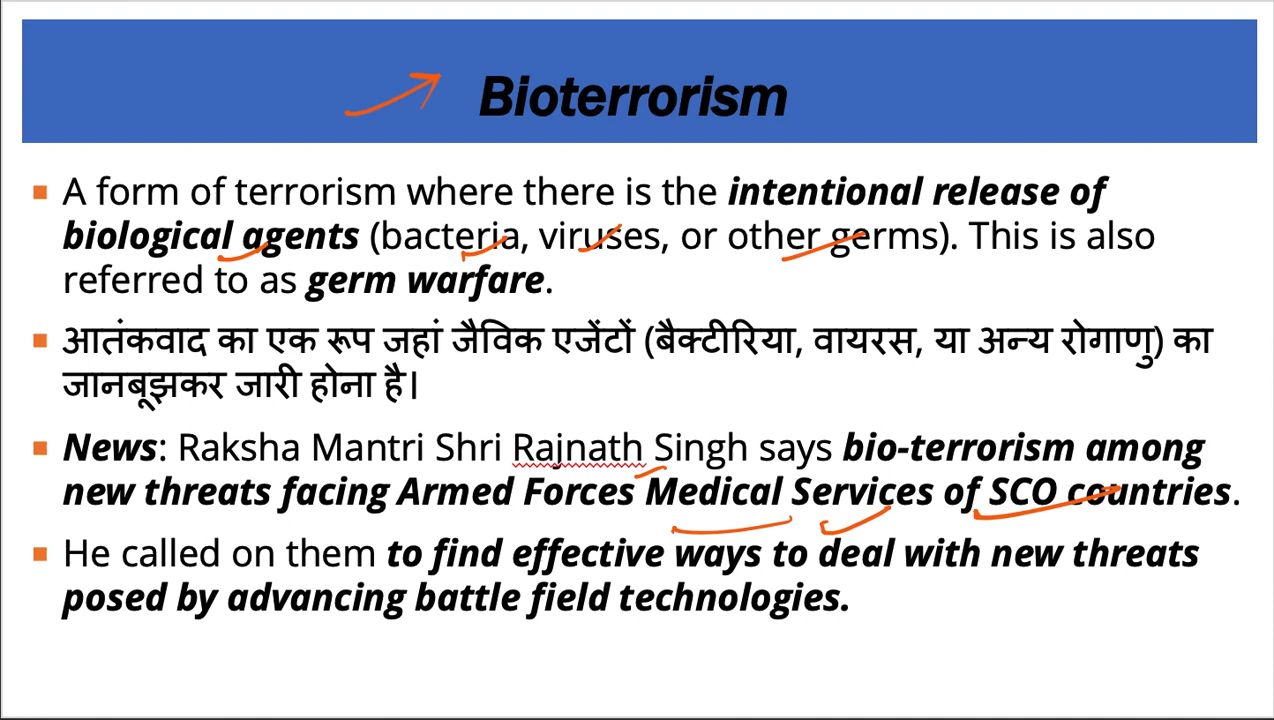 Bioterrorism
A form of terrorism where there is the intentional release of
biological agents (bacteria, viruses, or other germs). This is also
referred to as germ warfare.
आतंकवाद का एक रूप जहां जैविक एजेंटों (बैक्टीरिया, वायरस, या अन्य रोगाणु) का
जानबूझकर जारी होना है।
News: Raksha Mantri Shri Rajnath Singh says bio-terrorism among
new threats facing Armed Forces Medical Services of SCO countries.
He called on them to find effective ways to deal with new threats
posed by advancing battle field technologies.